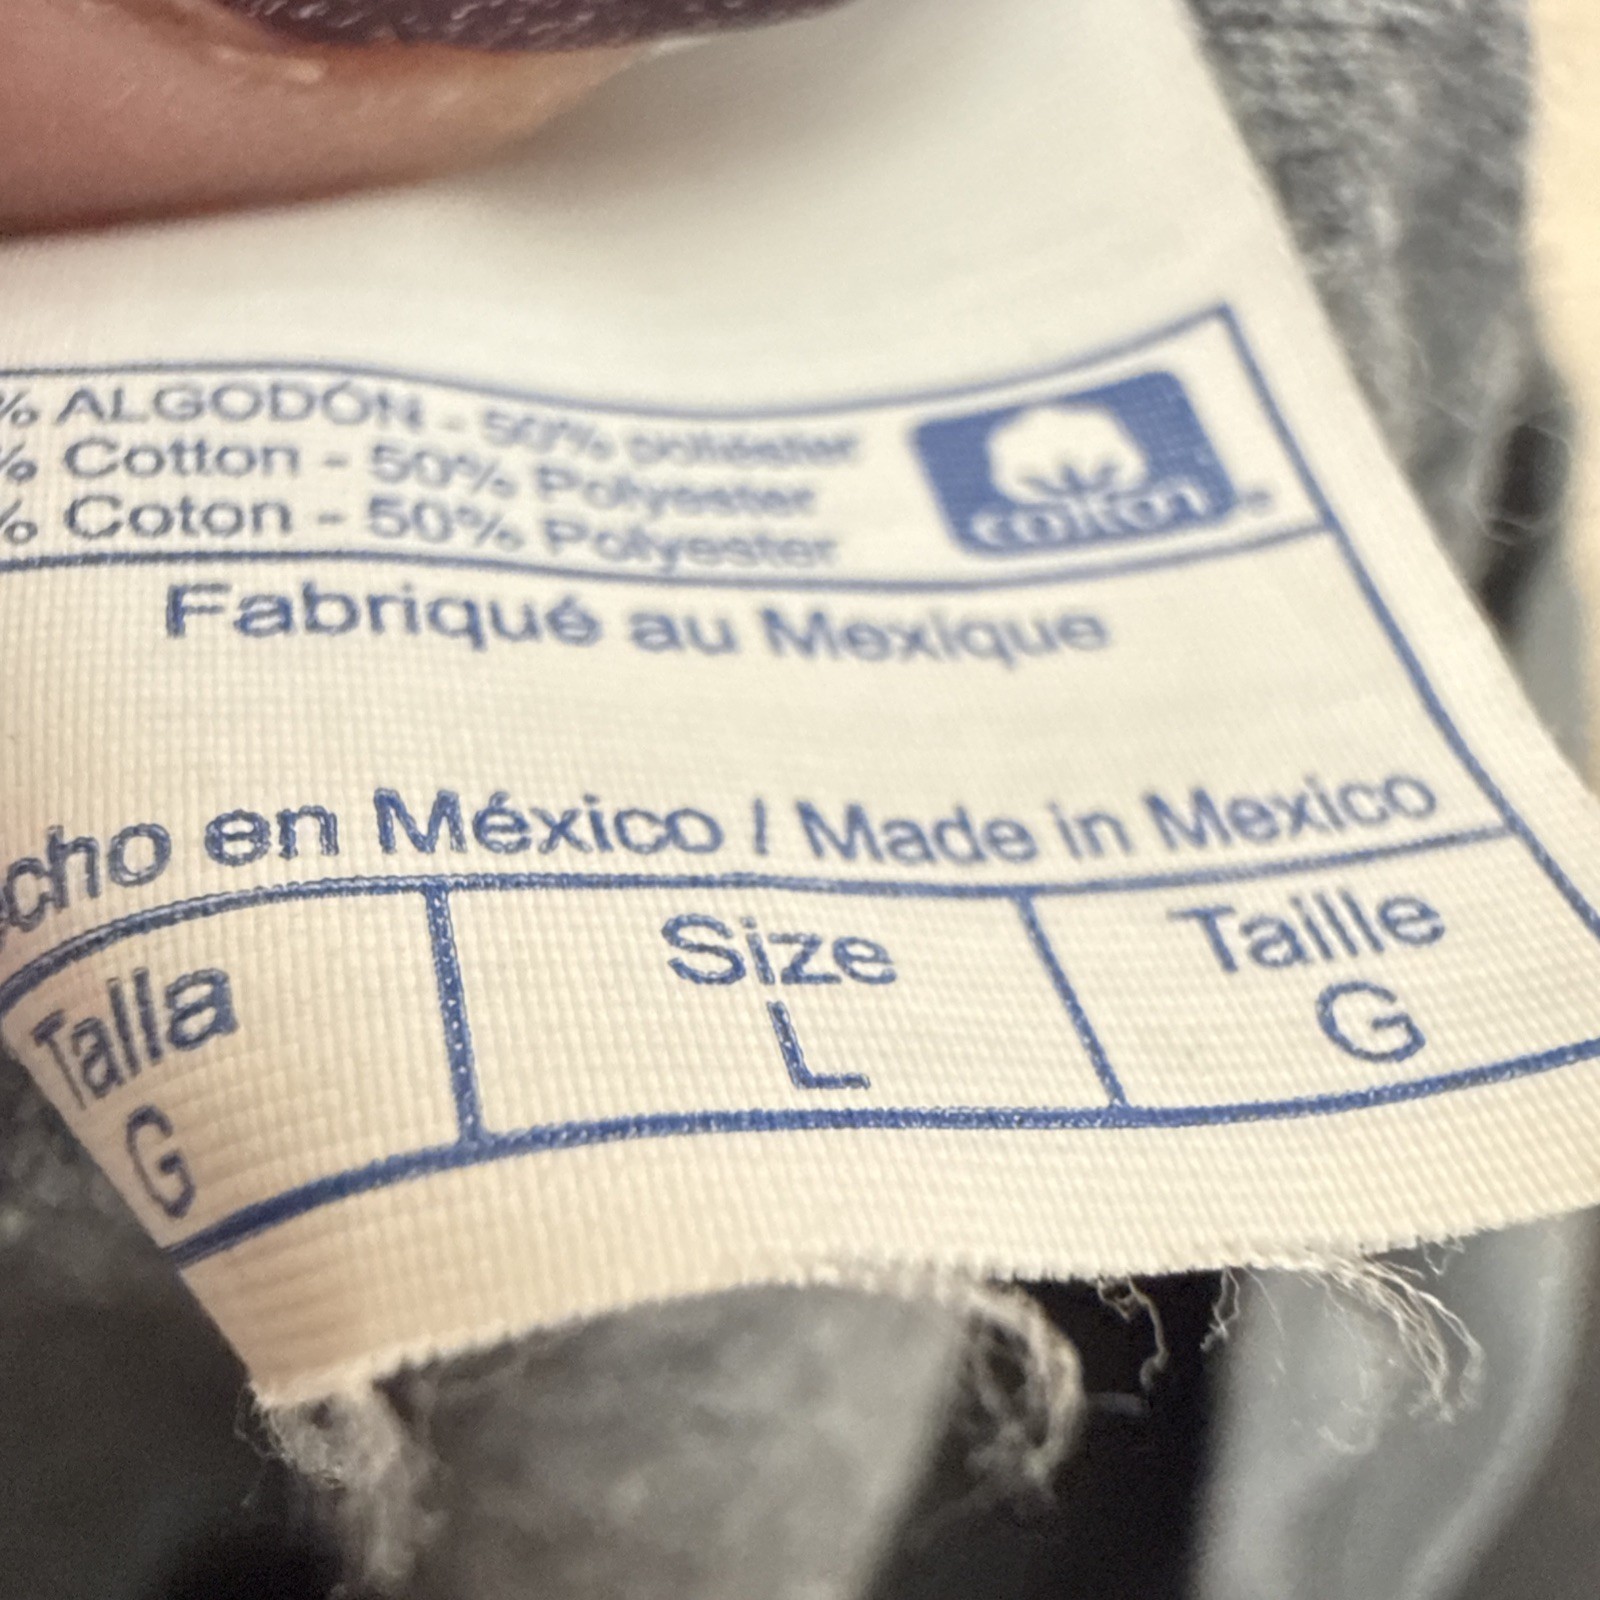 % ALGODÓN - 50% poliéster
% Cotton - 50% Polyester
% Coton - 50% Polyester
cotton
Fabriqué au Mexique
echo en México / Made in Mexico
Talla Size Taille
G L G